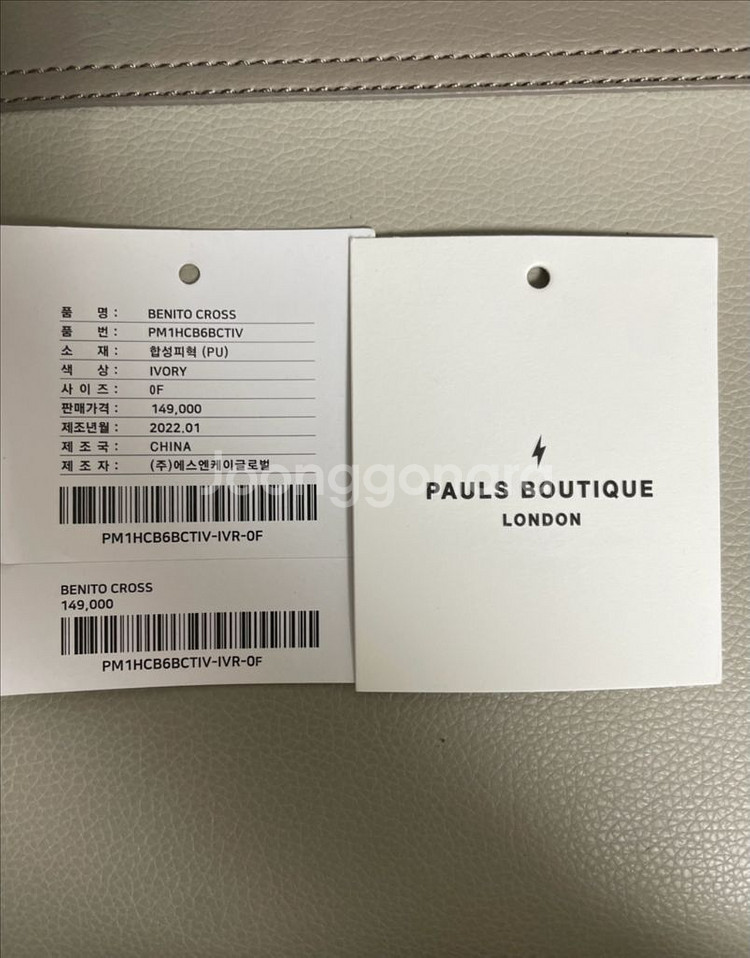 품 명 : BENITO CROSS
품 번 : PM1HCB6BCTIV
소 재 : 합성피혁 (PU)
색 상 : IVORY
사 이 즈 : 0F
판매가격 : 149,000
제조년월 : 2022.01
제 조 국 : CHINA
제 조 자 : (주)에스엔케이글로벌
PM1HCB6BCTIV-IVR-0F
BENITO CROSS
149,000
PM1HCB6BCTIV-IVR-0F
PAULS BOUTIQUE
LONDON
Joonggonara